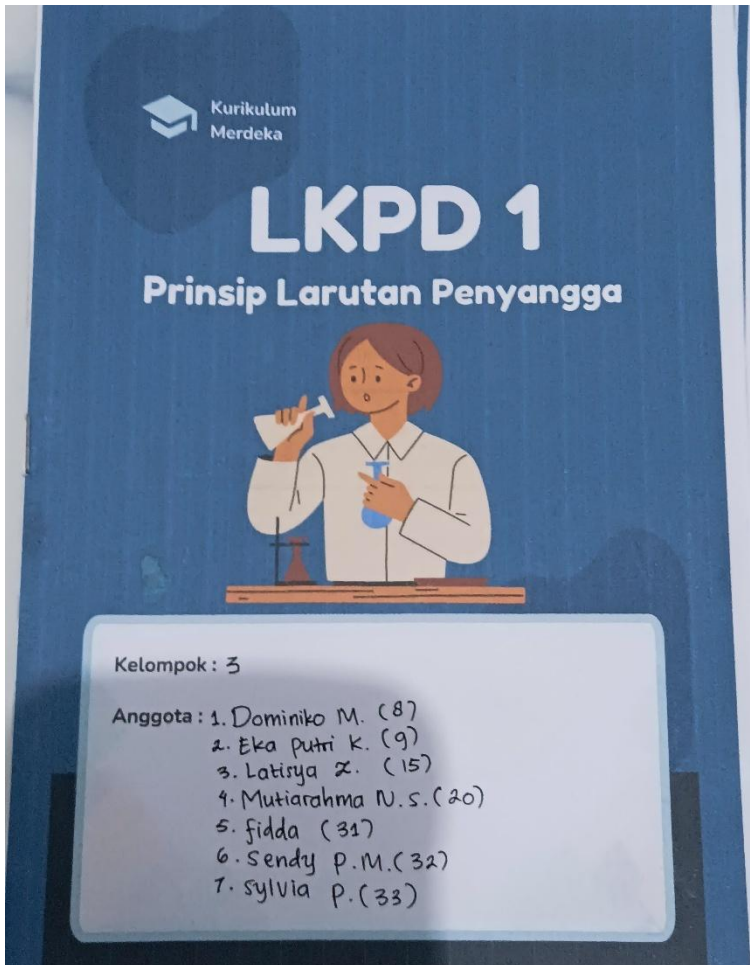 Kurikulum
Merdeka
LKPD 1
Prinsip Larutan Penyangga
Kelompok : 3
Anggota : 1. Dominiko M. (8)
2. Eka Putri K. (9)
3. Latisya Z. (15)
4. Mutiarahma N.S. (20)
5. fidda (31)
6. Sendy P.M. (32)
7. Sylvia P. (33)